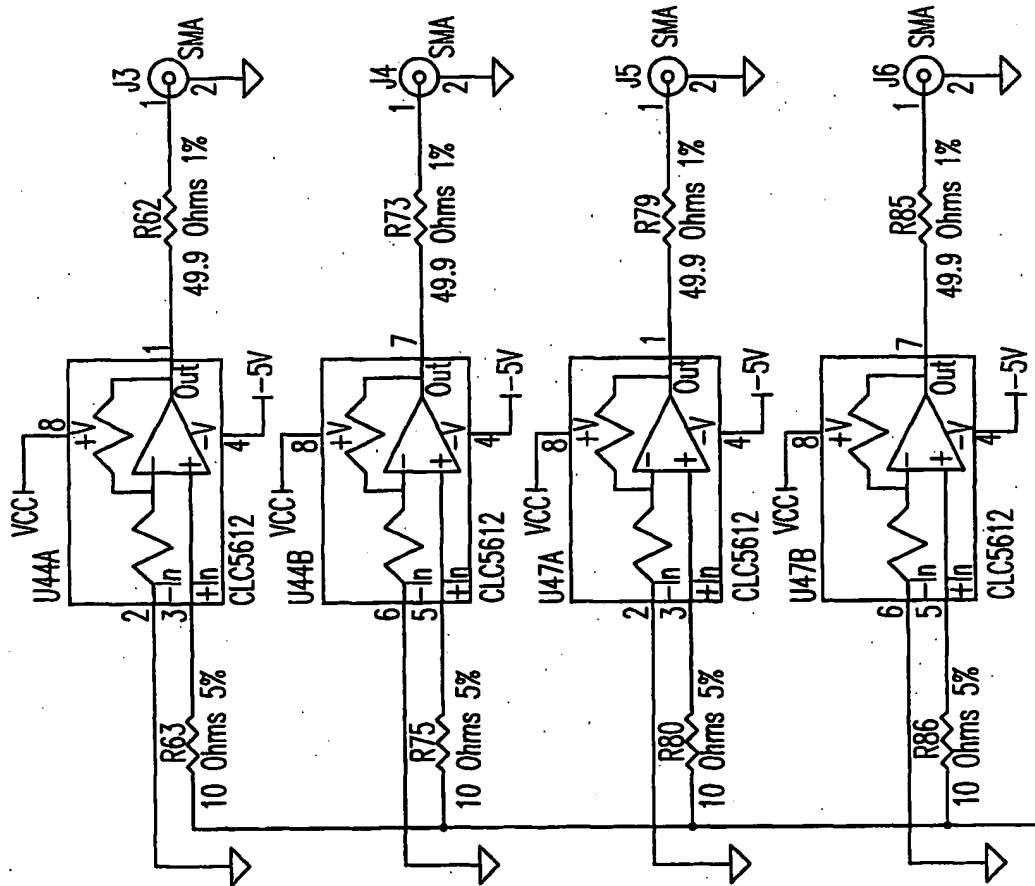 J3
SMA
1
2
R62
49.9 Ohms 1%
1
VCC
8
+V
Out
-V
4
-5V
U44A
CLC5612
2
-In
3
+In
R63
10 Ohms 5%
J4
SMA
1
2
R73
49.9 Ohms 1%
7
VCC
8
+V
Out
-V
4
-5V
U44B
CLC5612
6
-In
5
+In
R75
10 Ohms 5%
J5
SMA
1
2
R79
49.9 Ohms 1%
1
VCC
8
+V
Out
-V
4
-5V
U47A
CLC5612
2
-In
3
+In
R80
10 Ohms 5%
J6
SMA
1
2
R85
49.9 Ohms 1%
7
VCC
8
+V
Out
-V
4
-5V
U47B
CLC5612
6
-In
5
+In
R86
10 Ohms 5%